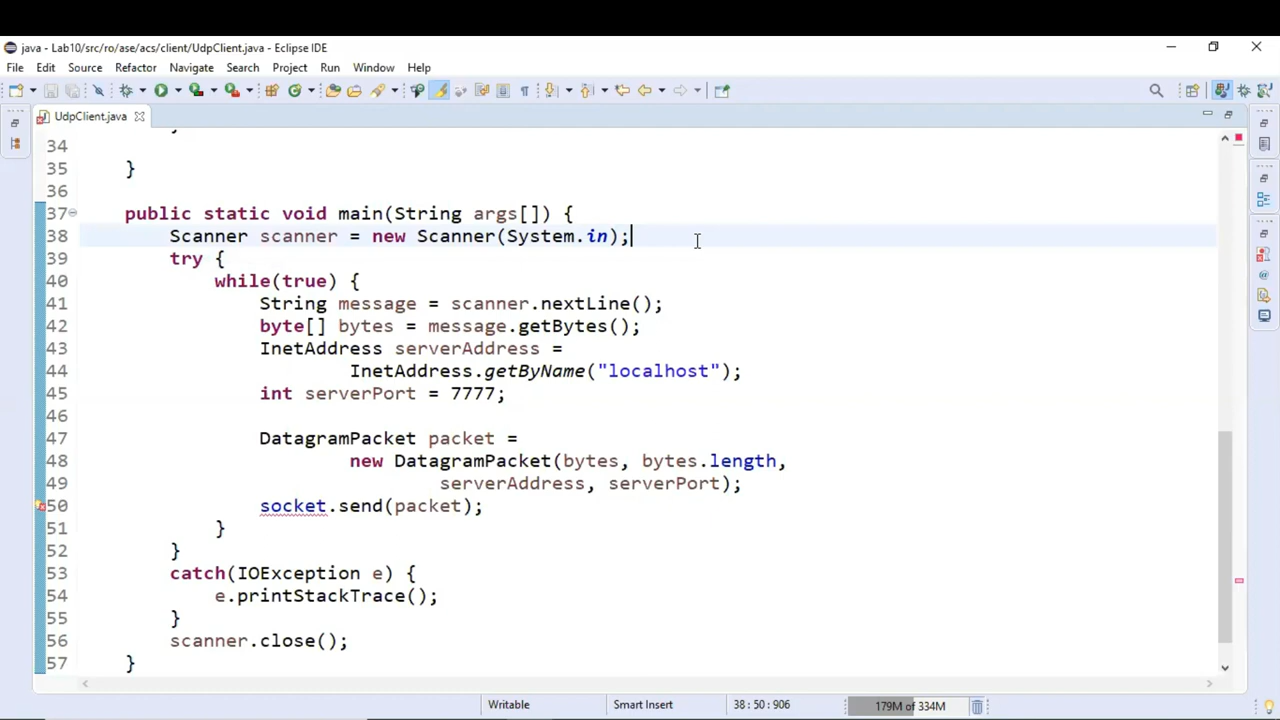 java - Lab10/src/ro/ase/acs/client/UdpClient.java - Eclipse IDE
File Edit Source Refactor Navigate Search Project Run Window Help
UdpClient.java
34
35 }
36
37 public static void main(String args[]) {
38 Scanner scanner = new Scanner(System.in);
39 try {
40 while(true) {
41 String message = scanner.nextLine();
42 byte[] bytes = message.getBytes();
43 InetAddress serverAddress =
44 InetAddress.getByName("localhost");
45 int serverPort = 7777;
46
47 DatagramPacket packet =
48 new DatagramPacket(bytes, bytes.length,
49 serverAddress, serverPort);
50 socket.send(packet);
51 }
52 }
53 catch(IOException e) {
54 e.printStackTrace();
55 }
56 scanner.close();
57 }
Writable Smart Insert 38 : 50 : 906 179M of 334M